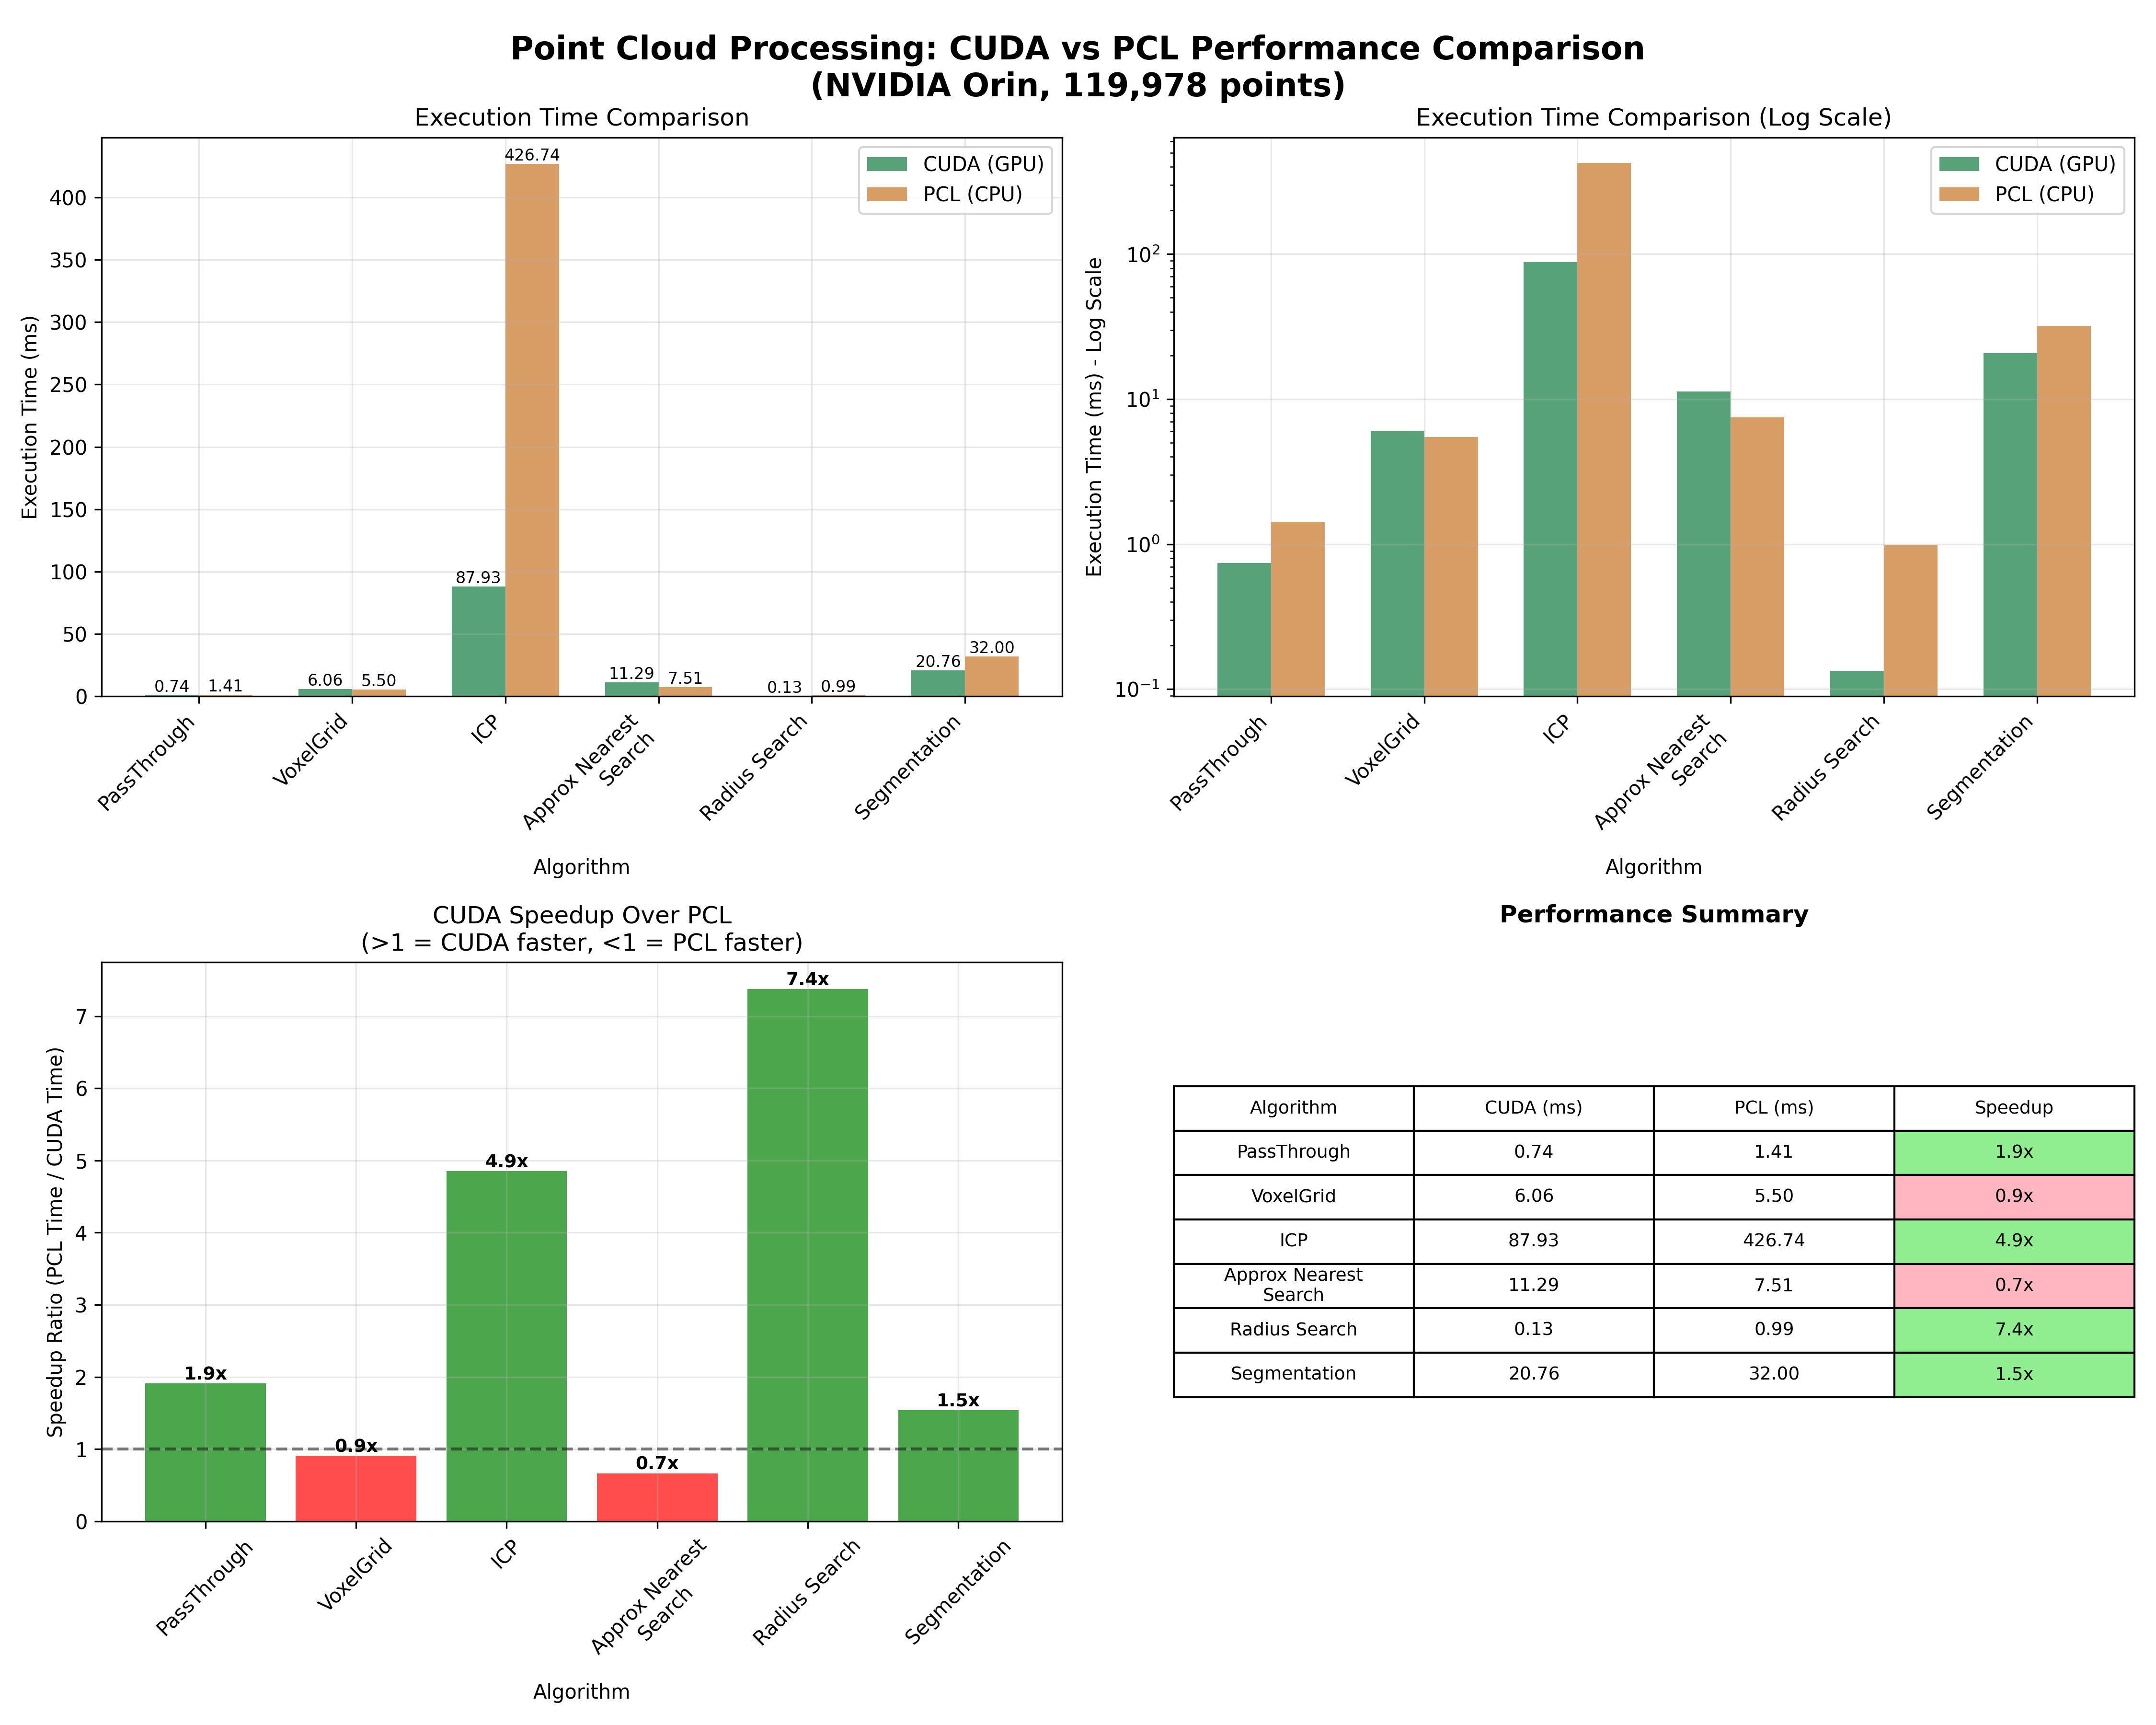 Point Cloud Processing: CUDA vs PCL Performance Comparison
(NVIDIA Orin, 119,978 points)
Execution Time Comparison
Execution Time (ms)
400
350
300
250
200
150
100
50
0
CUDA (GPU)
PCL (CPU)
0.74
1.41
6.06
5.50
87.93
426.74
11.29
7.51
0.13
0.99
20.76
32.00
PassThrough
VoxelGrid
ICP
Approx Nearest
Search
Radius Search
Segmentation
Algorithm
Execution Time Comparison (Log Scale)
Execution Time (ms) - Log Scale
10²
10¹
10⁰
10⁻¹
CUDA (GPU)
PCL (CPU)
PassThrough
VoxelGrid
ICP
Approx Nearest
Search
Radius Search
Segmentation
Algorithm
CUDA Speedup Over PCL
(>1 = CUDA faster, <1 = PCL faster)
Speedup Ratio (PCL Time / CUDA Time)
7
6
5
4
3
2
1
0
1.9x
0.9x
4.9x
0.7x
7.4x
1.5x
PassThrough
VoxelGrid
ICP
Approx Nearest
Search
Radius Search
Segmentation
Algorithm
Performance Summary
Algorithm CUDA (ms) PCL (ms) Speedup
PassThrough 0.74 1.41 1.9x
VoxelGrid 6.06 5.50 0.9x
ICP 87.93 426.74 4.9x
Approx Nearest
Search 11.29 7.51 0.7x
Radius Search 0.13 0.99 7.4x
Segmentation 20.76 32.00 1.5x